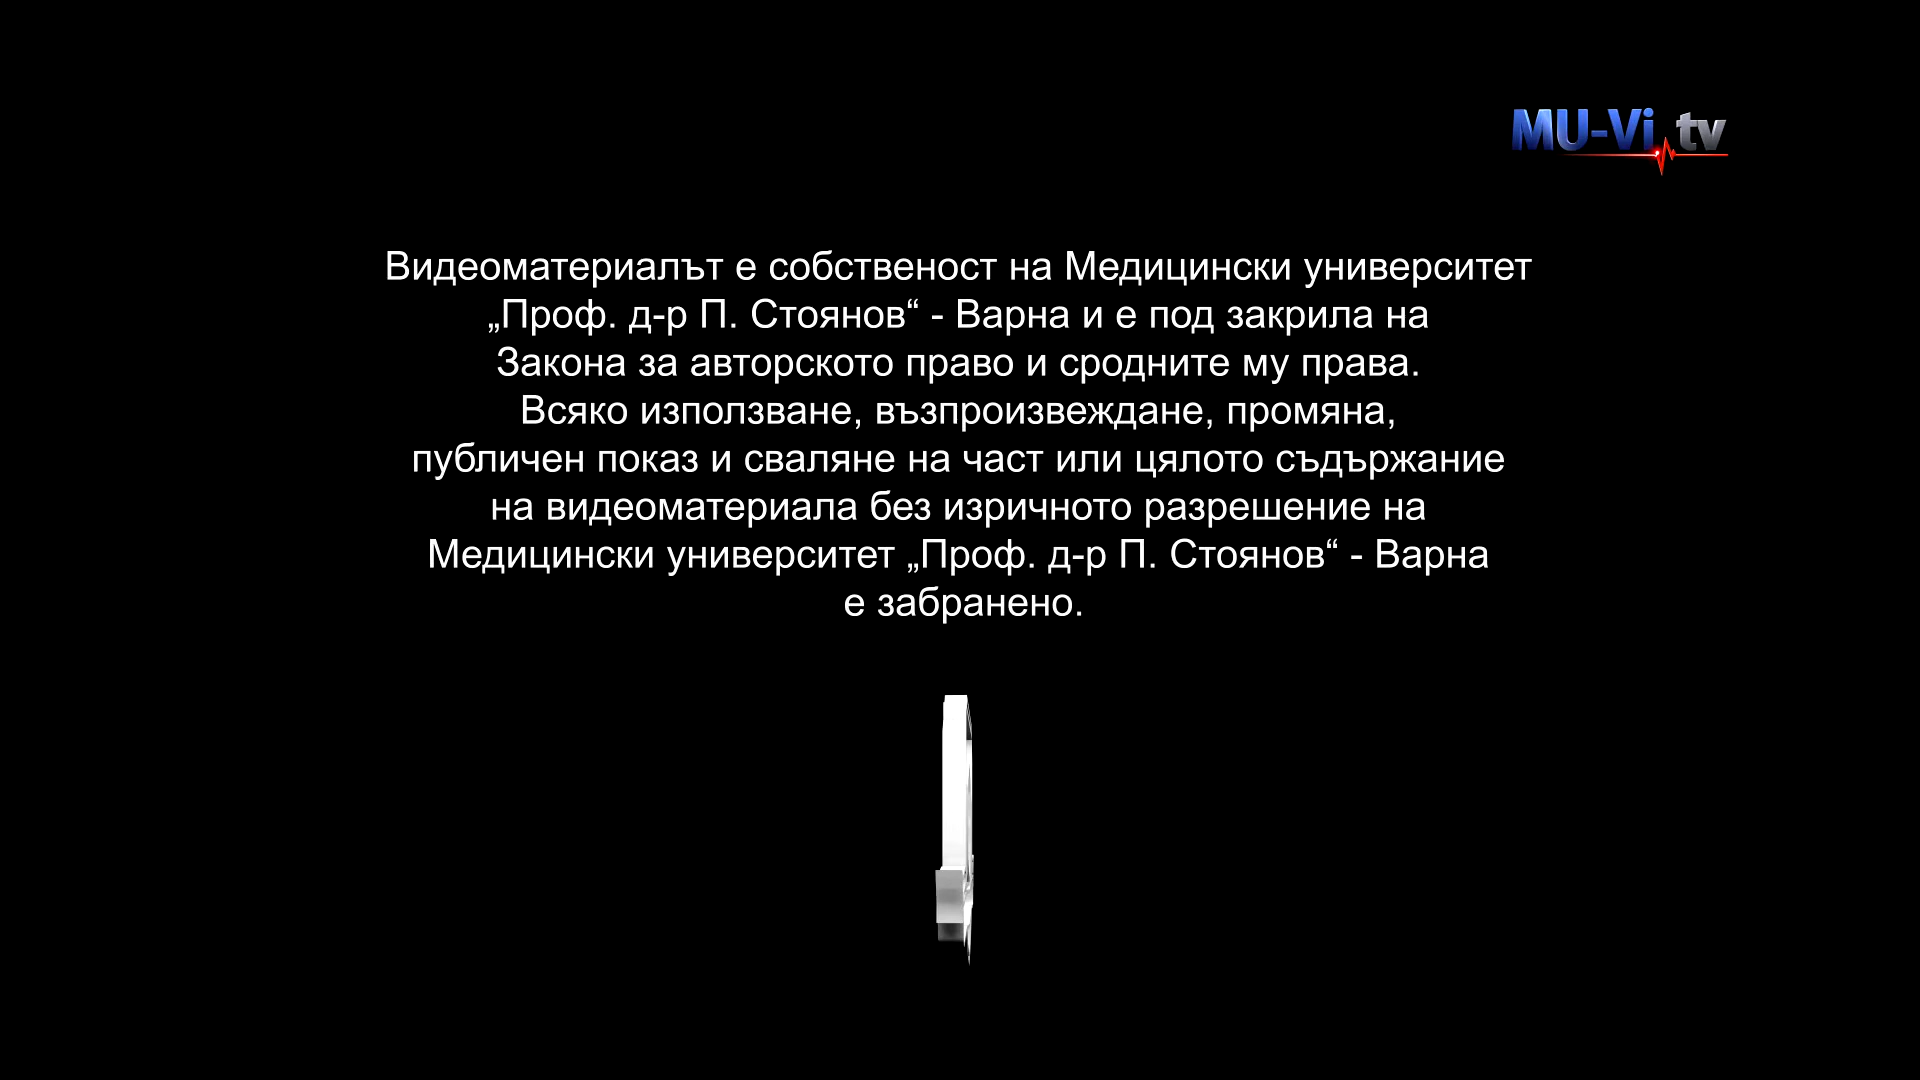 MU-Vi.tv
Видеоматериалът е собственост на Медицински университет
„Проф. д-р П. Стоянов“ - Варна и е под закрила на
Закона за авторското право и сродните му права.
Всяко използване, възпроизвеждане, промяна,
публичен показ и сваляне на част или цялото съдържание
на видеоматериала без изричното разрешение на
Медицински университет „Проф. д-р П. Стоянов“ - Варна
е забранено.